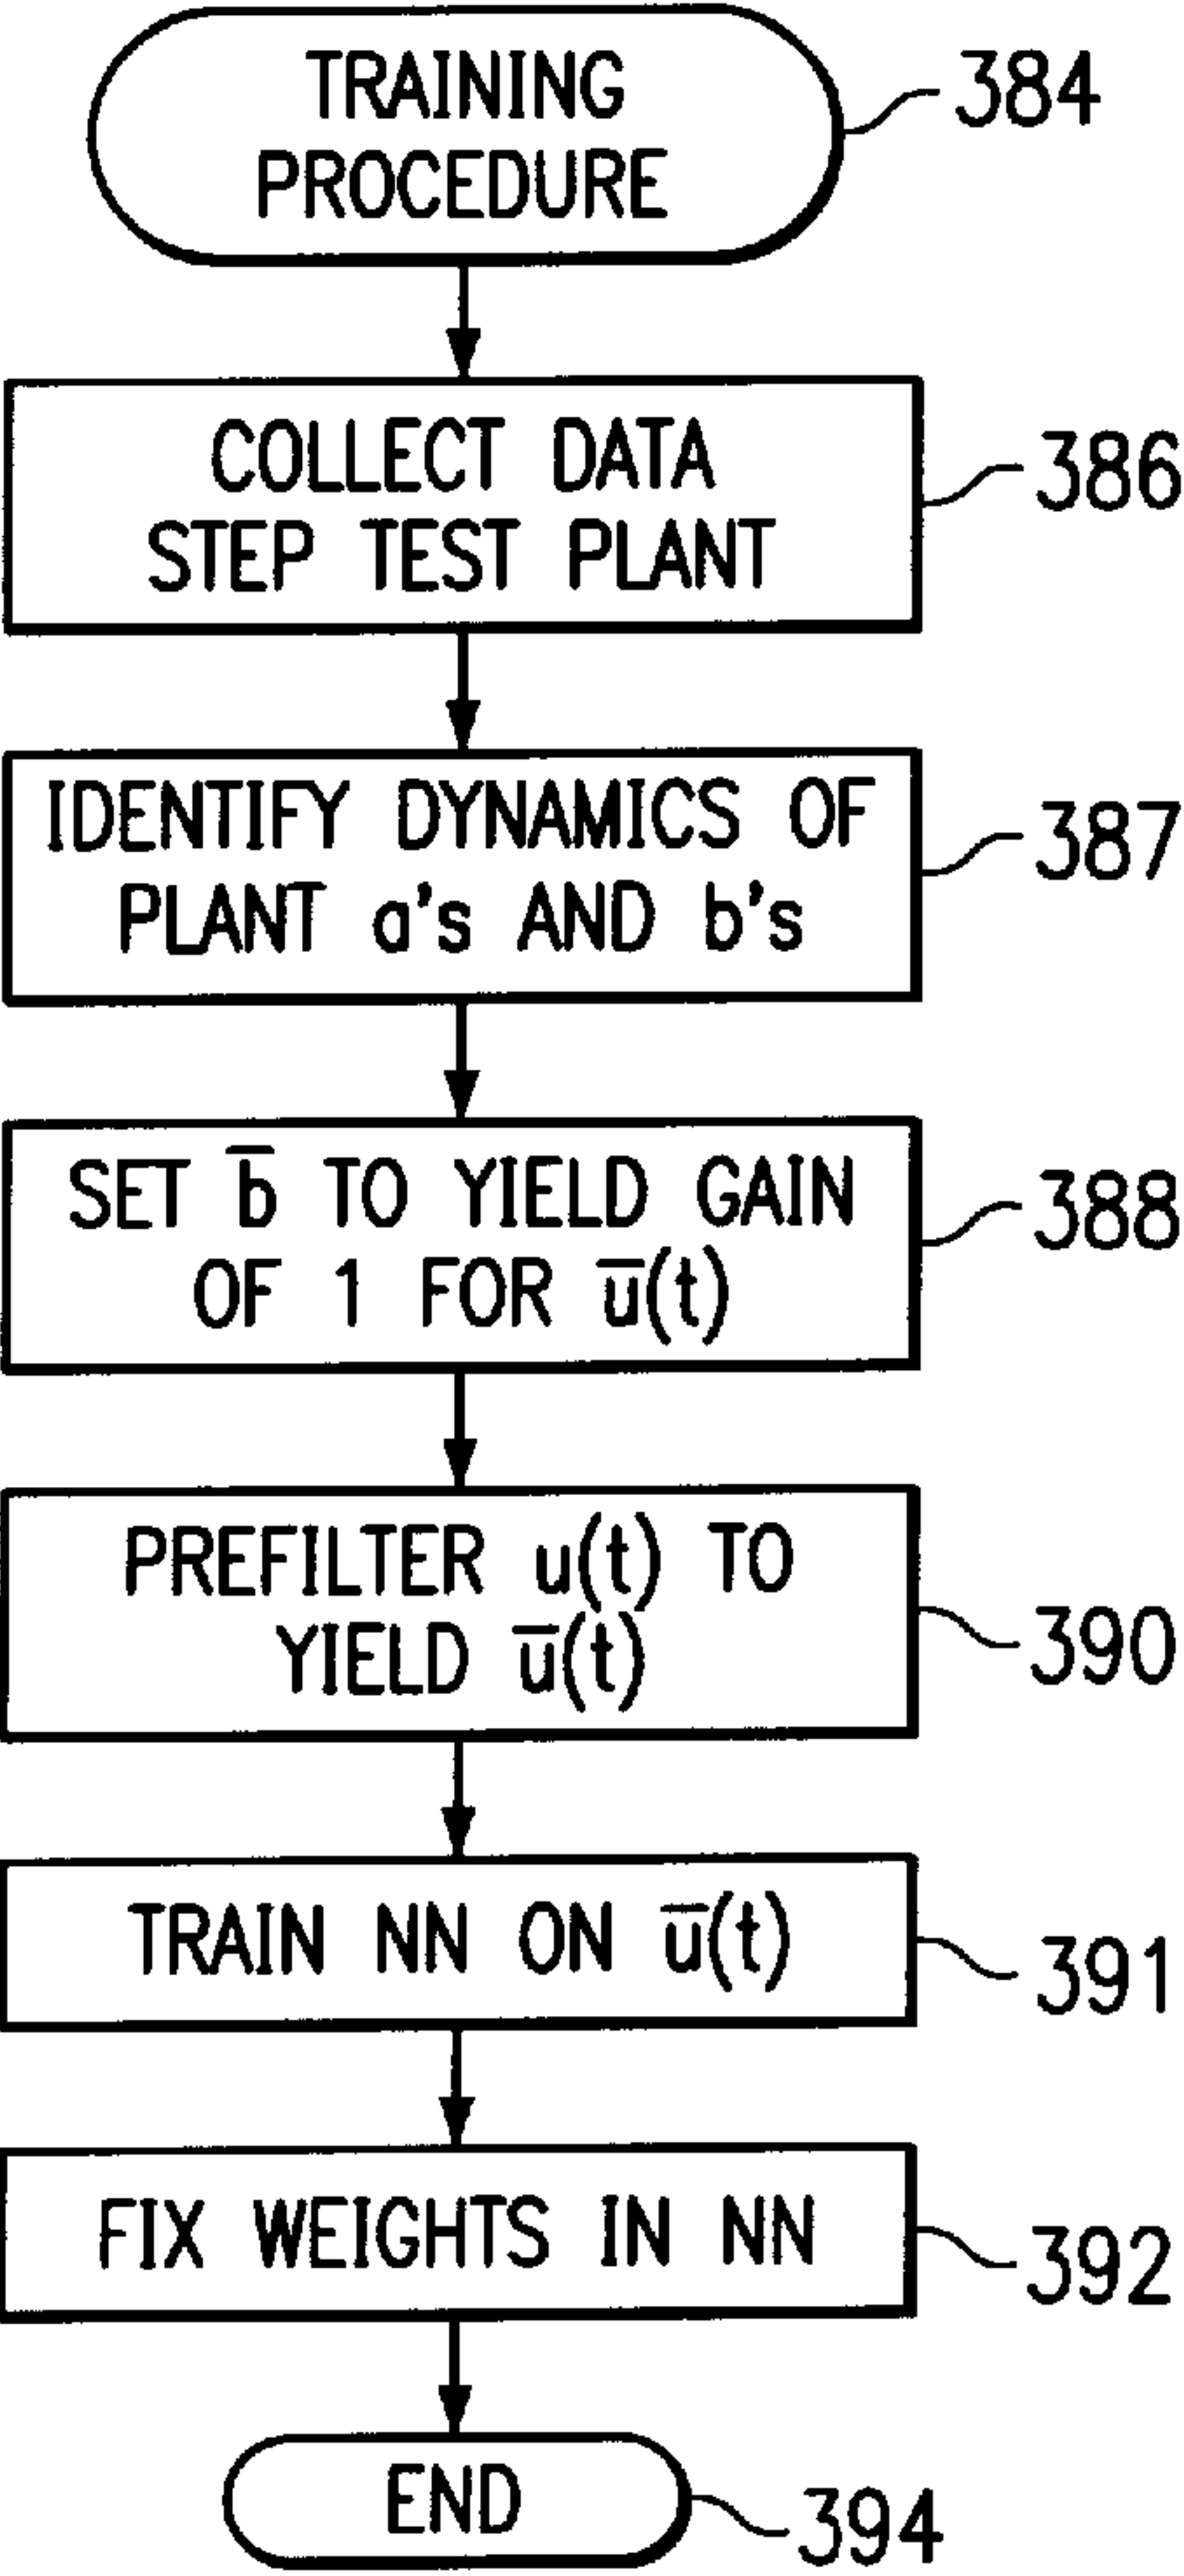 TRAINING
PROCEDURE
384
COLLECT DATA
STEP TEST PLANT
386
IDENTIFY DYNAMICS OF
PLANT a's AND b's
387
SET b̅ TO YIELD GAIN
OF 1 FOR u̅(t)
388
PREFILTER u(t) TO
YIELD u̅(t)
390
TRAIN NN ON u̅(t)
391
FIX WEIGHTS IN NN
392
END
394